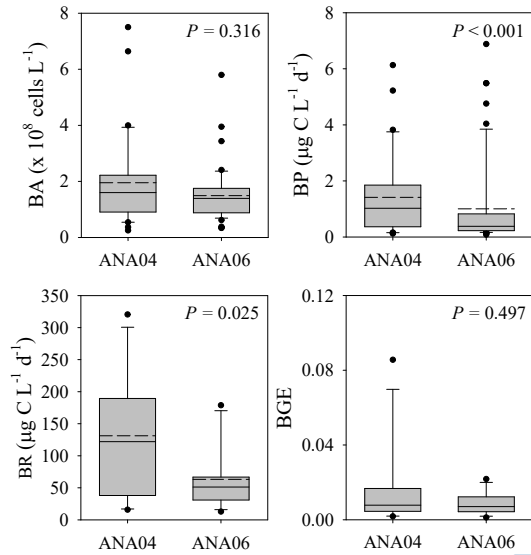 BA (x 10⁸ cells L⁻¹)
8
6
4
2
0
P = 0.316
ANA04 ANA06
BP (µg C L⁻¹ d⁻¹)
8
6
4
2
0
P < 0.001
ANA04 ANA06
BR (µg C L⁻¹ d⁻¹)
350
300
250
200
150
100
50
0
P = 0.025
ANA04 ANA06
BGE
0.12
0.08
0.04
0.00
P = 0.497
ANA04 ANA06